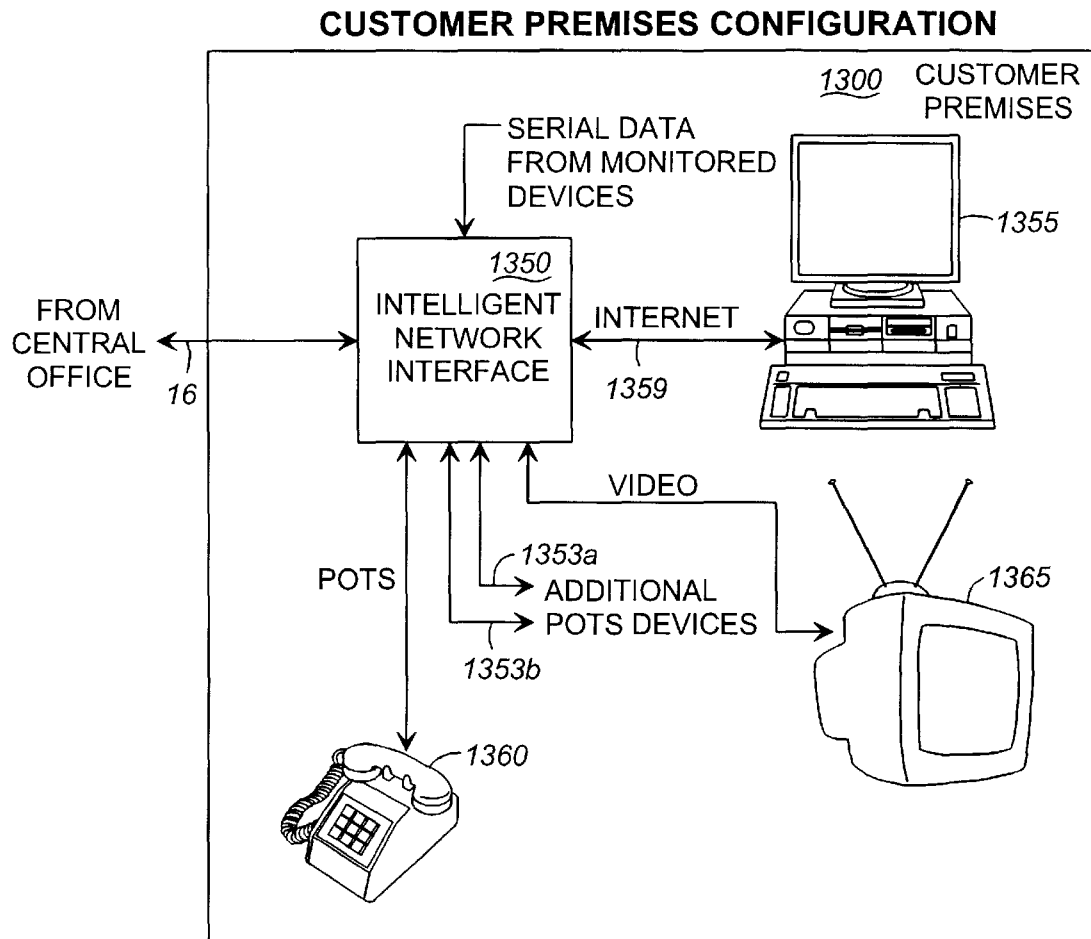 CUSTOMER PREMISES CONFIGURATION
1300 CUSTOMER
PREMISES
SERIAL DATA
FROM MONITORED
DEVICES
1355
1350
INTELLIGENT
NETWORK
INTERFACE
FROM
CENTRAL
OFFICE
16
INTERNET
1359
VIDEO
POTS
1353a
ADDITIONAL
POTS DEVICES
1353b
1365
1360